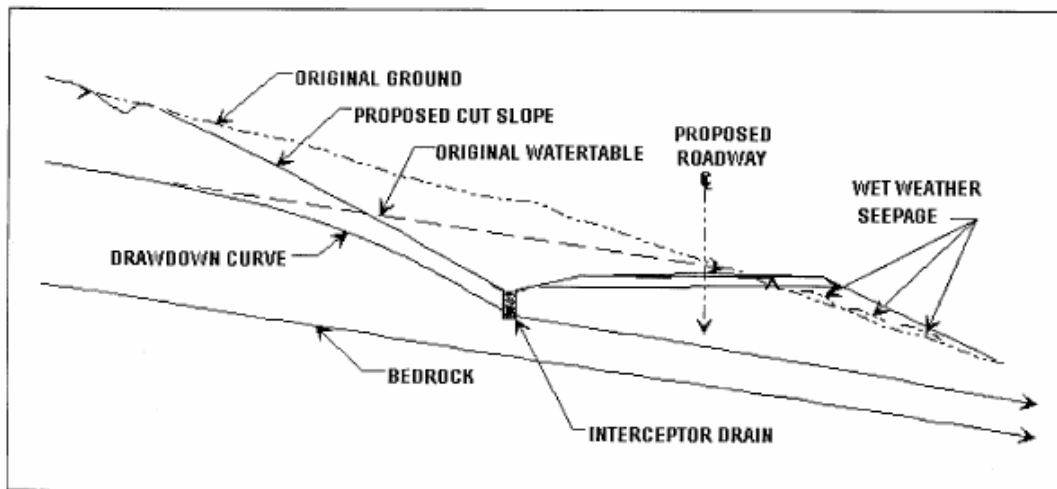 ORIGINAL GROUND
PROPOSED CUT SLOPE
ORIGINAL WATERTABLE
PROPOSED
ROADWAY
℄
WET WEATHER
SEEPAGE
DRAWDOWN CURVE
BEDROCK
INTERCEPTOR DRAIN